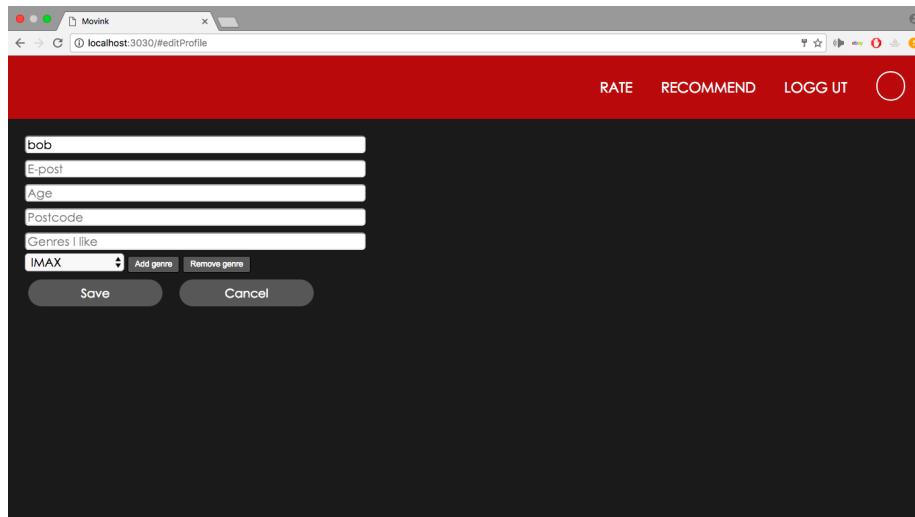 Movink
localhost:3030/#editProfile
RATE RECOMMEND LOGG UT
bob
E-post
Age
Postcode
Genres I like
IMAX Add genre Remove genre
Save Cancel